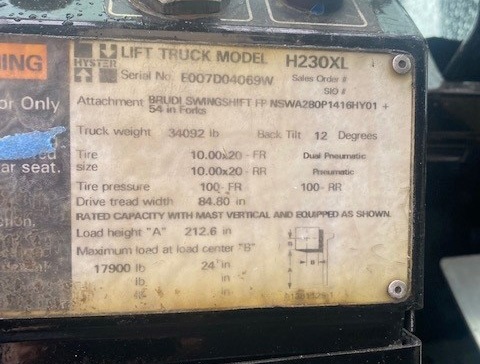 HYSTER
LIFT TRUCK MODEL H230XL
Serial No. E007D04069W Sales Order #
SIO #
Attachment BRUDI SWINGSHIFT FP NSWA2B0P1416HY01 +
54 in Forks
Truck weight 34092 lb Back Tilt 12 Degrees
Tire 10.00x20 - FR Dual Pneumatic
size 10.00x20 - RR Pneumatic
Tire pressure 100 - FR 100 - RR
Drive tread width 84.80 in
RATED CAPACITY WITH MAST VERTICAL AND EQUIPPED AS SHOWN.
Load height "A" 212.6 in
Maximum load at load center "B"
17900 lb 24 in
lb in
lb in
B
A
NING
or Only
ar seat.